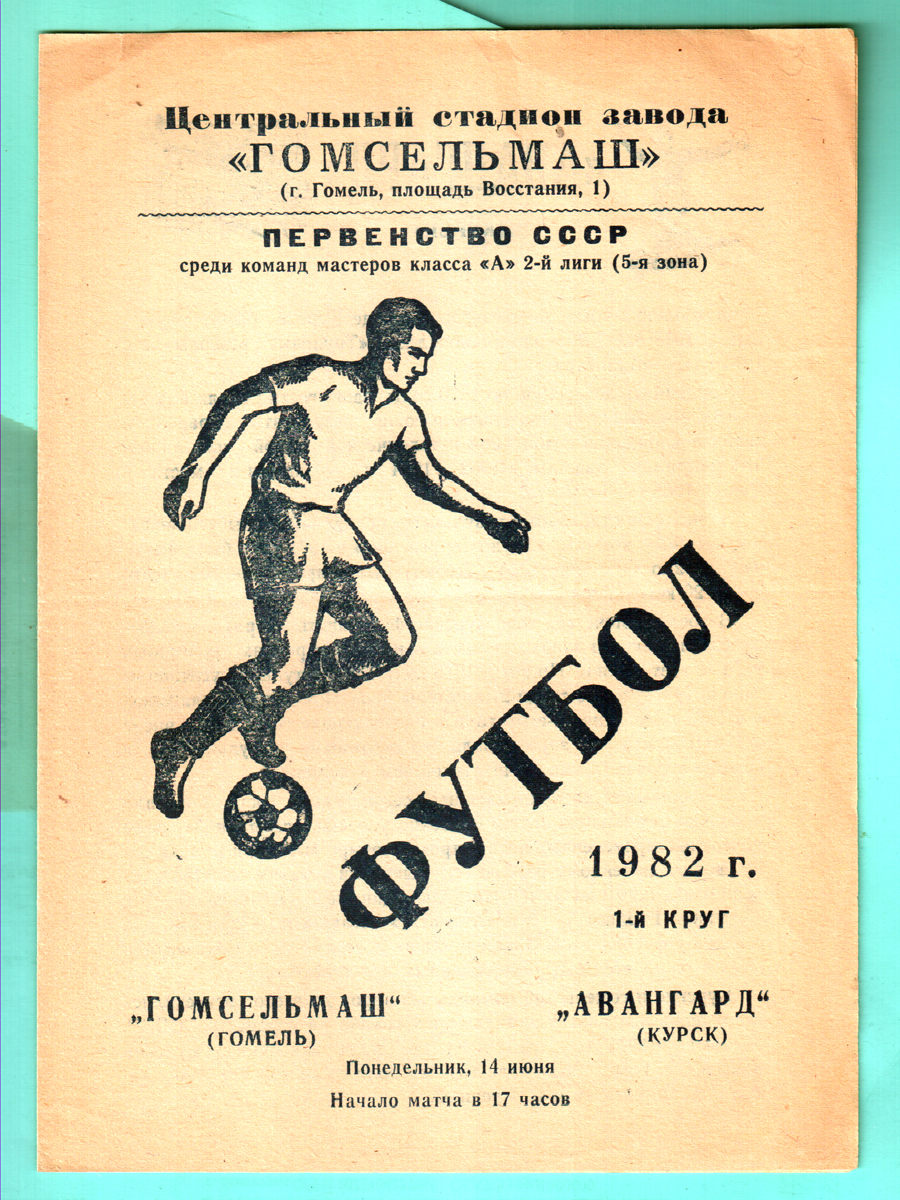 Центральный стадион завода
«ГОМСЕЛЬМАШ»
(г. Гомель, площадь Восстания, 1)
ПЕРВЕНСТВО СССР
среди команд мастеров класса «А» 2-й лиги (5-я зона)
ФУТБОЛ
1982 г.
1-й КРУГ
„ГОМСЕЛЬМАШ“
(ГОМЕЛЬ)
„АВАНГАРД“
(КУРСК)
Понедельник, 14 июня
Начало матча в 17 часов